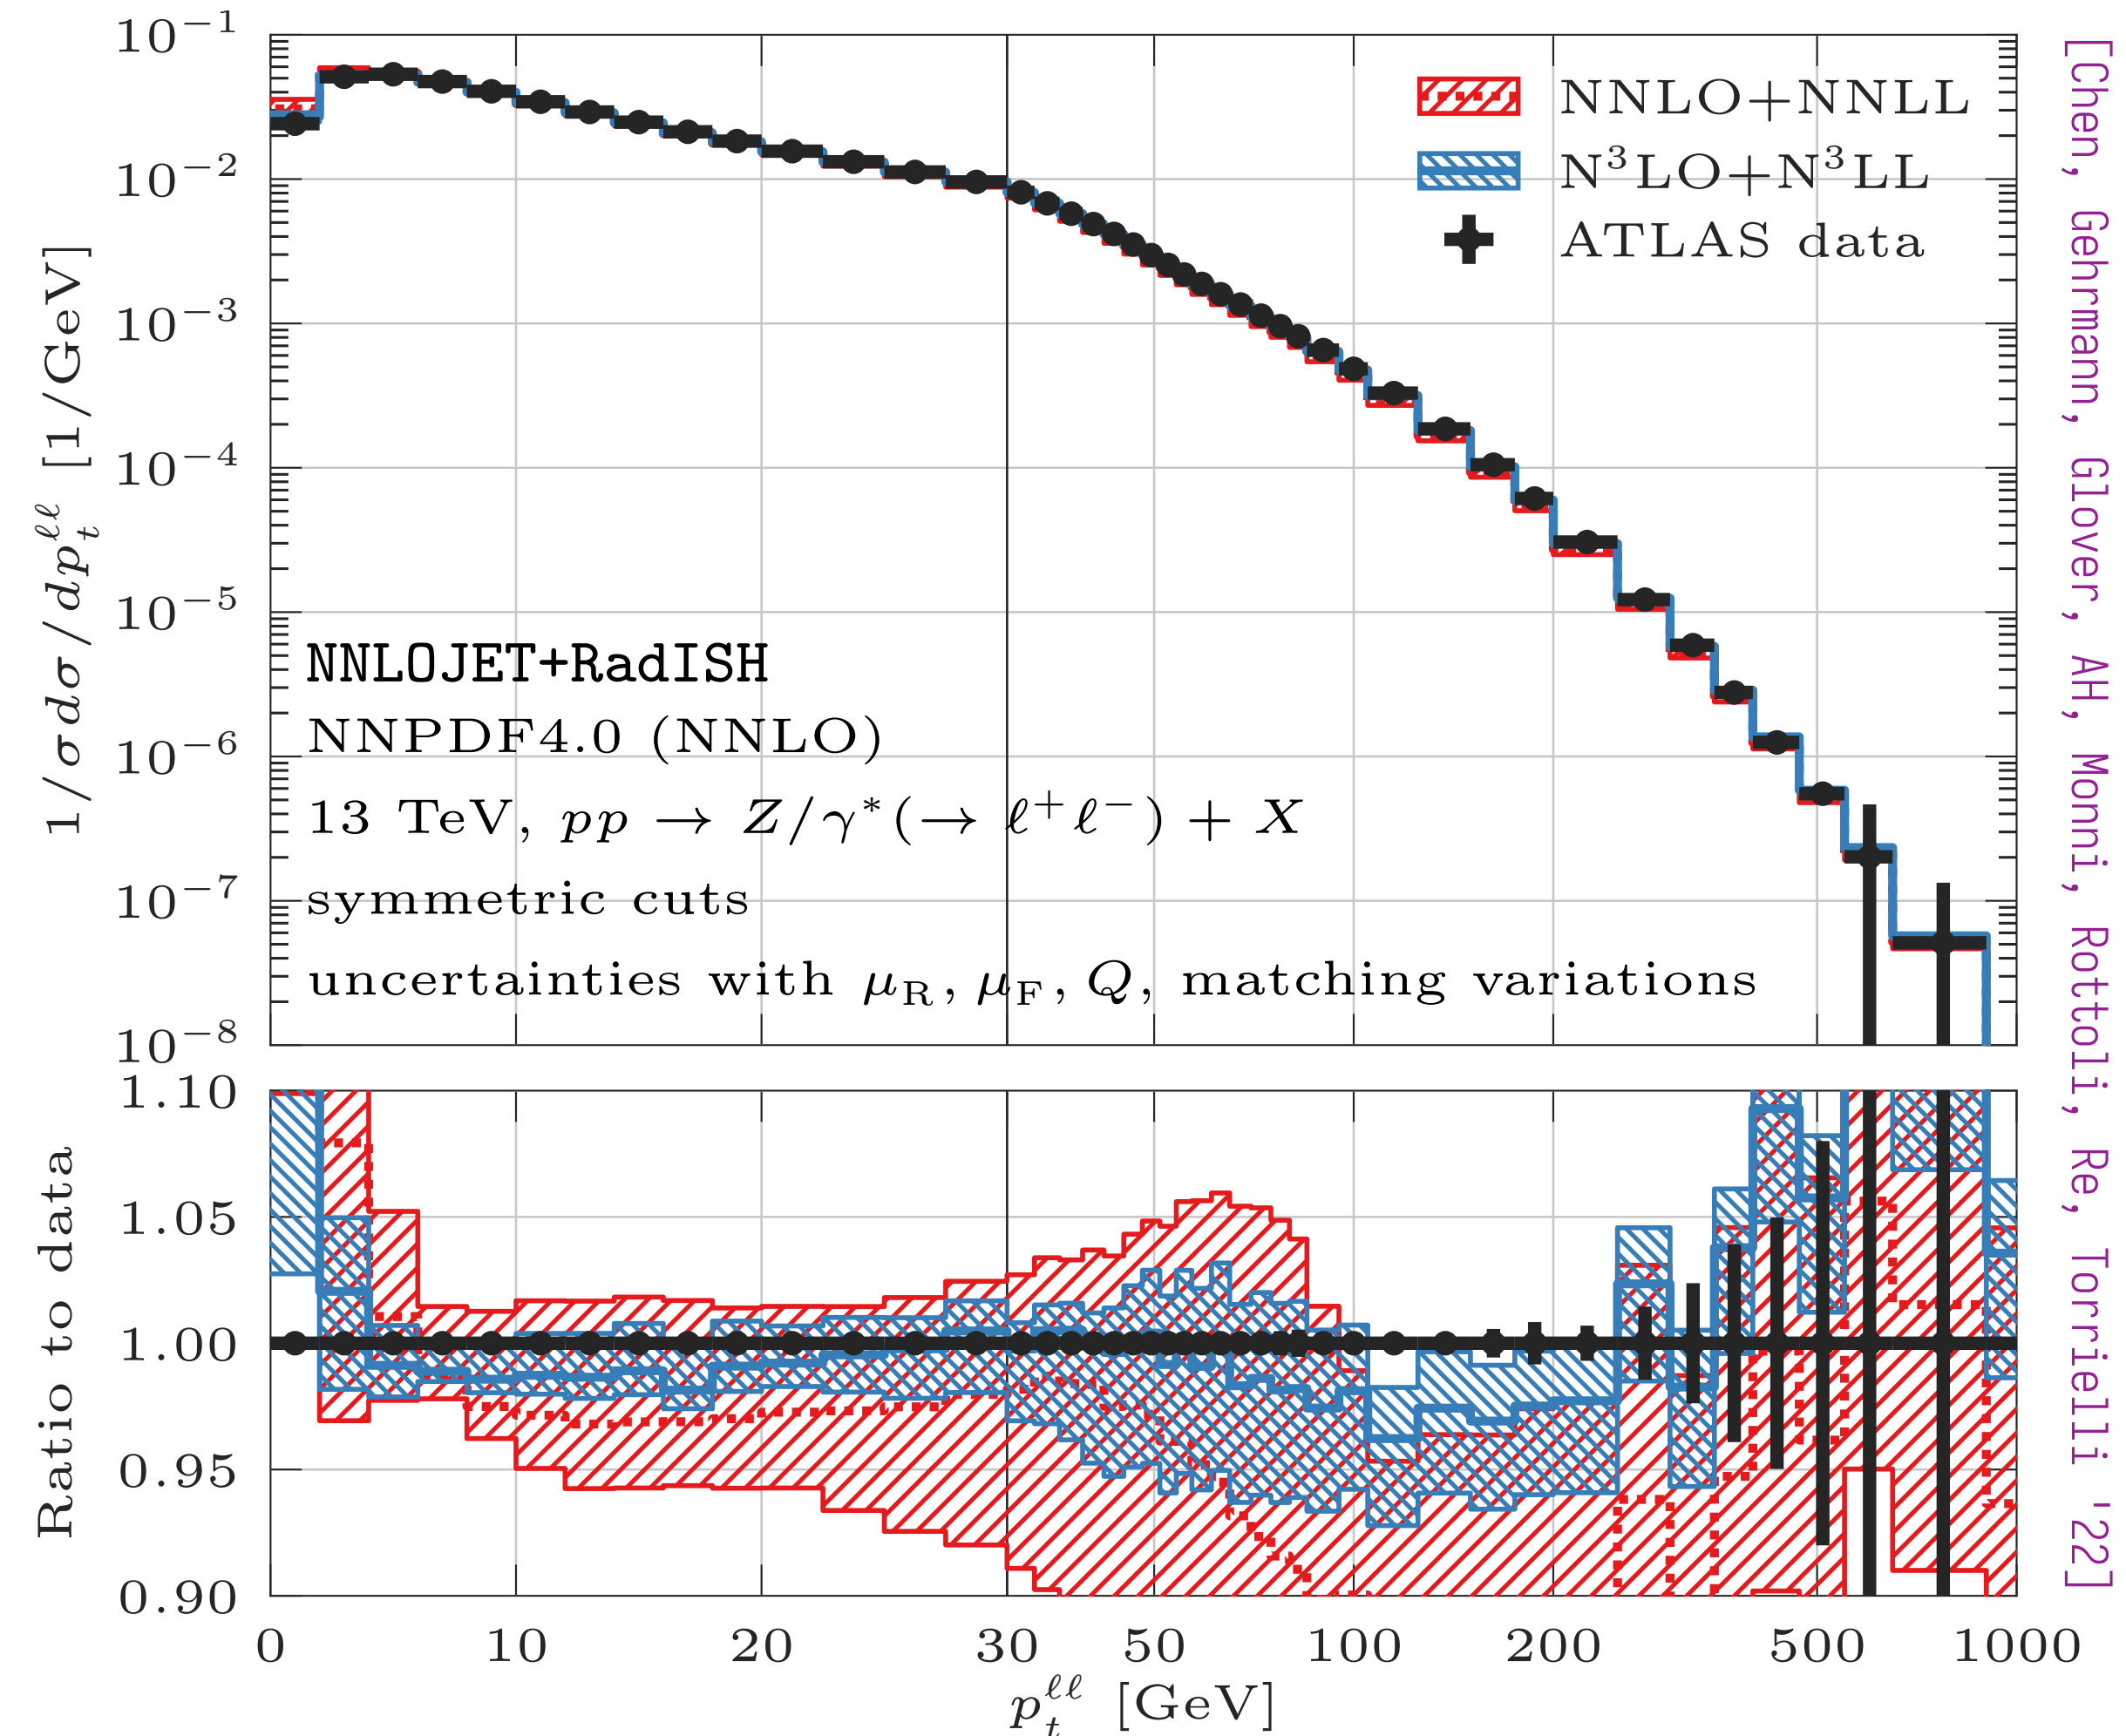 10⁻¹
10⁻²
10⁻³
10⁻⁴
10⁻⁵
10⁻⁶
10⁻⁷
10⁻⁸
1/σ dσ/dp_t^{ℓℓ} [1/GeV]
NNLO+NNLL
N³LO+N³LL
ATLAS data
NNLOJET+RadISH
NNPDF4.0 (NNLO)
13 TeV, pp → Z/γ*(→ ℓ⁺ℓ⁻) + X
symmetric cuts
uncertainties with μ_R, μ_F, Q, matching variations
[Chen, Gehrmann, Glover, AH, Monni, Rottoli, Re, Torrielli '22]
1.10
1.05
1.00
0.95
0.90
Ratio to data
0 10 20 30 50 100 200 500 1000
p_t^{ℓℓ} [GeV]